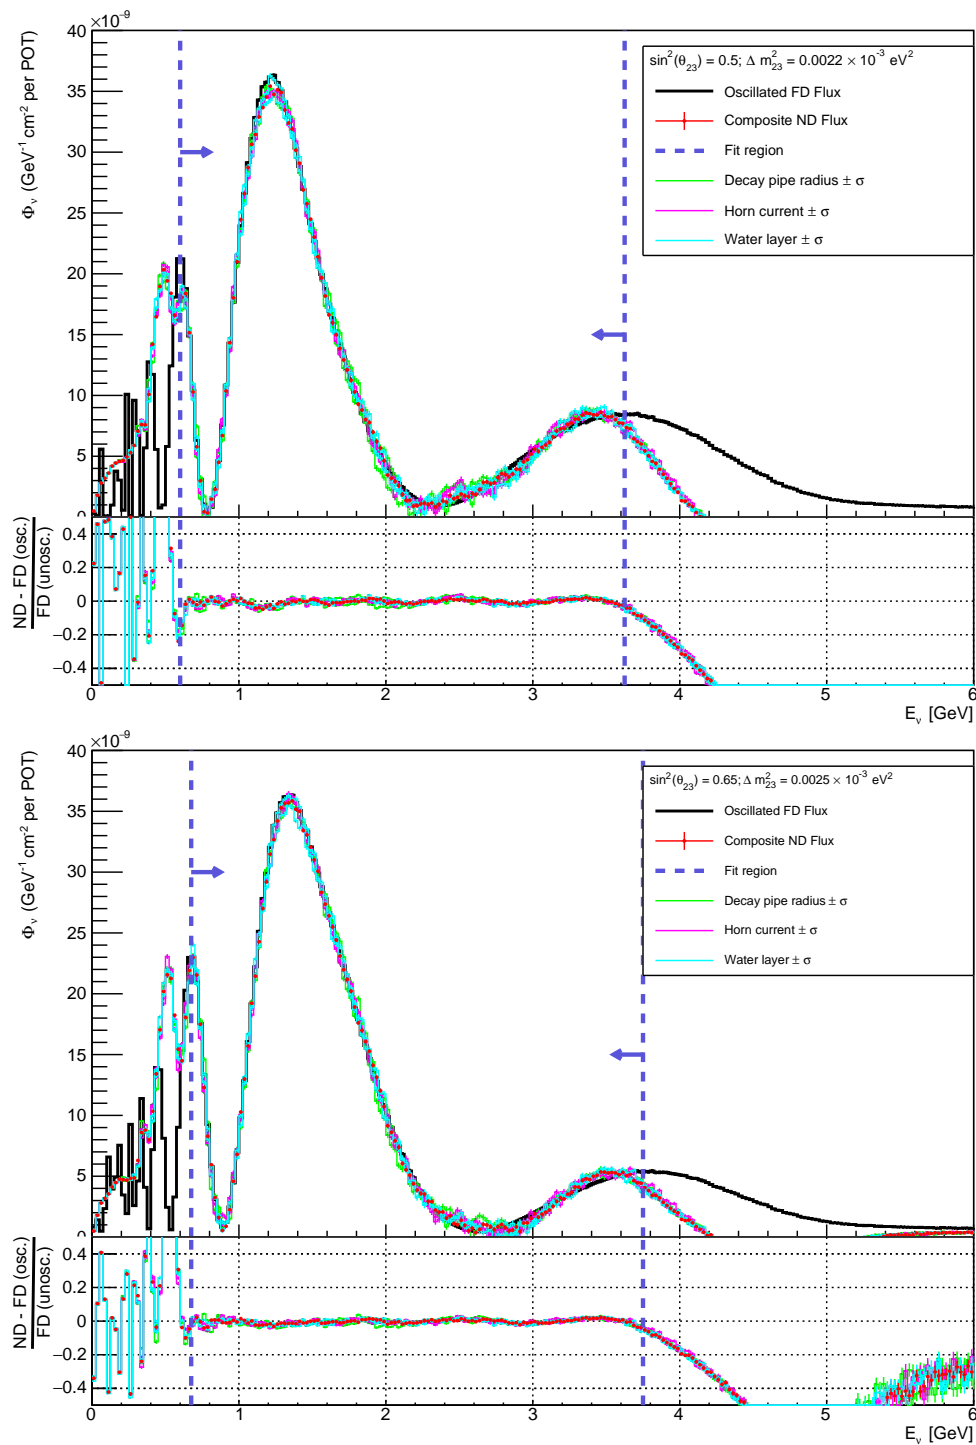 ×10⁻⁹
40
35
30
25
20
15
10
5
0
Φν (GeV⁻¹ cm⁻² per POT)
sin²(θ₂₃) = 0.5; Δ m²₂₃ = 0.0022 × 10⁻³ eV²
Oscillated FD Flux
Composite ND Flux
Fit region
Decay pipe radius ± σ
Horn current ± σ
Water layer ± σ
ND - FD (osc.)
FD (unosc.)
0.4
0.2
0
−0.2
−0.4
0 1 2 3 4 5 6
Eν [GeV]
×10⁻⁹
40
35
30
25
20
15
10
5
0
Φν (GeV⁻¹ cm⁻² per POT)
sin²(θ₂₃) = 0.65; Δ m²₂₃ = 0.0025 × 10⁻³ eV²
Oscillated FD Flux
Composite ND Flux
Fit region
Decay pipe radius ± σ
Horn current ± σ
Water layer ± σ
ND - FD (osc.)
FD (unosc.)
0.4
0.2
0
−0.2
−0.4
0 1 2 3 4 5 6
Eν [GeV]